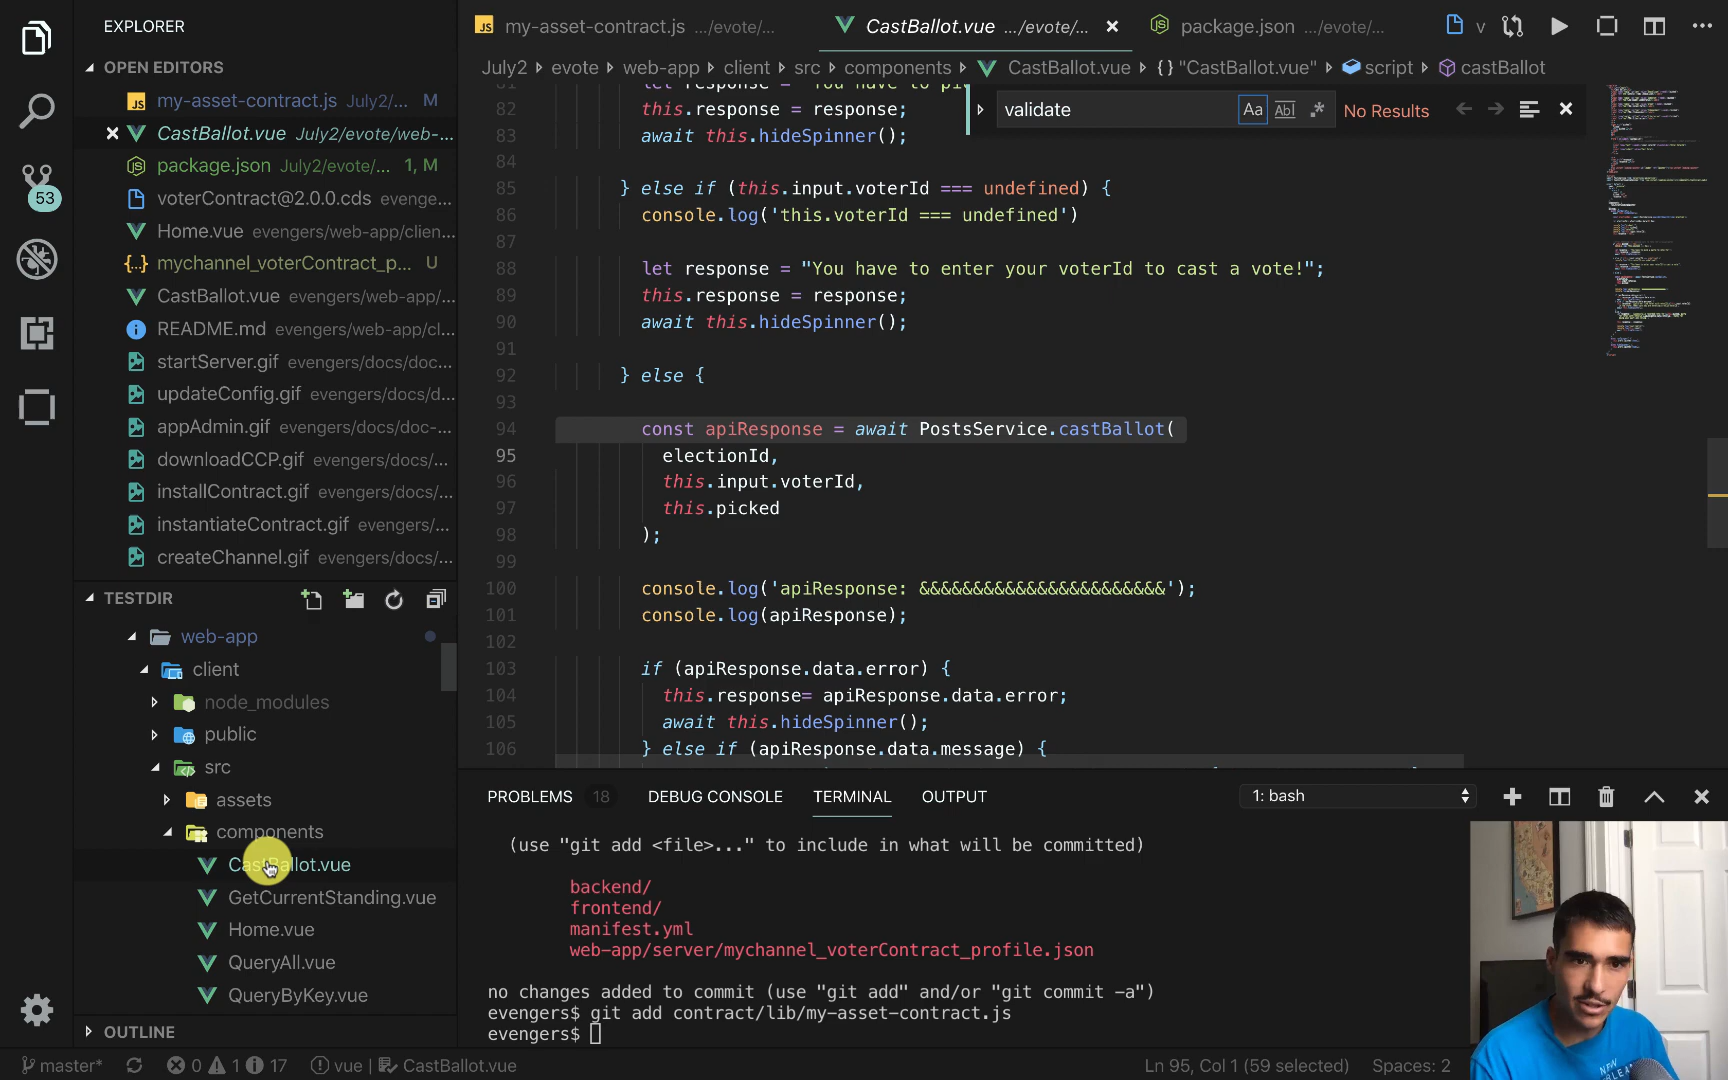 EXPLORER
OPEN EDITORS
my-asset-contract.js July2/... M
CastBallot.vue July2/evote/web-...
package.json July2/evote/... 1, M
voterContract@2.0.0.cds evenge...
Home.vue evengers/web-app/clien...
mychannel_voterContract_p... U
CastBallot.vue evengers/web-app/...
README.md evengers/web-app/cl...
startServer.gif evengers/docs/doc...
updateConfig.gif evengers/docs/d...
appAdmin.gif evengers/docs/doc-...
downloadCCP.gif evengers/docs/...
installContract.gif evengers/docs/...
instantiateContract.gif evengers/...
createChannel.gif evengers/docs/...
53
TESTDIR
web-app
client
node_modules
public
src
assets
components
CastBallot.vue
GetCurrentStanding.vue
Home.vue
QueryAll.vue
QueryByKey.vue
OUTLINE
my-asset-contract.js .../evote/...
CastBallot.vue .../evote/...
package.json .../evote/...
v
July2 evote web-app client src components CastBallot.vue {} "CastBallot.vue" script castBallot
validate Aa Abl .* No Results
82 this.response = response;
83 await this.hideSpinner();
84
85 } else if (this.input.voterId === undefined) {
86 console.log('this.voterId === undefined')
87
88 let response = "You have to enter your voterId to cast a vote!";
89 this.response = response;
90 await this.hideSpinner();
91
92 } else {
93
94 const apiResponse = await PostsService.castBallot(
95 electionId,
96 this.input.voterId,
97 this.picked
98 );
99
100 console.log('apiResponse: &&&&&&&&&&&&&&&&&&&&&&&');
101 console.log(apiResponse);
102
103 if (apiResponse.data.error) {
104 this.response= apiResponse.data.error;
105 await this.hideSpinner();
106 } else if (apiResponse.data.message) {
PROBLEMS 18 DEBUG CONSOLE TERMINAL OUTPUT 1: bash
(use "git add <file>..." to include in what will be committed)
backend/
frontend/
manifest.yml
web-app/server/mychannel_voterContract_profile.json
no changes added to commit (use "git add" and/or "git commit -a")
evengers$ git add contract/lib/my-asset-contract.js
evengers$
master* 0 1 17 vue | CastBallot.vue Ln 95, Col 1 (59 selected) Spaces: 2